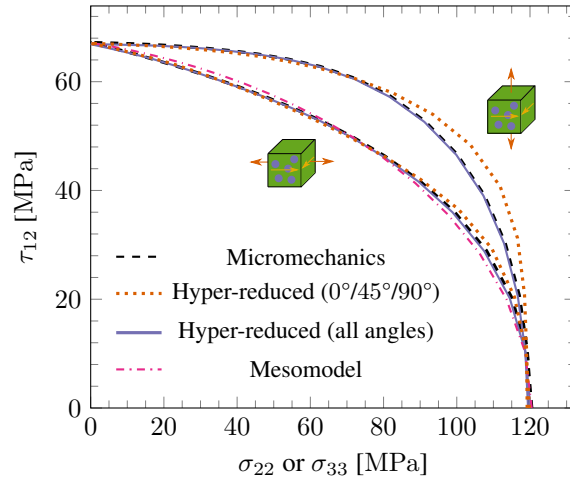 60
40
20
0
τ12 [MPa]
Micromechanics
Hyper-reduced (0°/45°/90°)
Hyper-reduced (all angles)
Mesomodel
0 20 40 60 80 100 120
σ22 or σ33 [MPa]